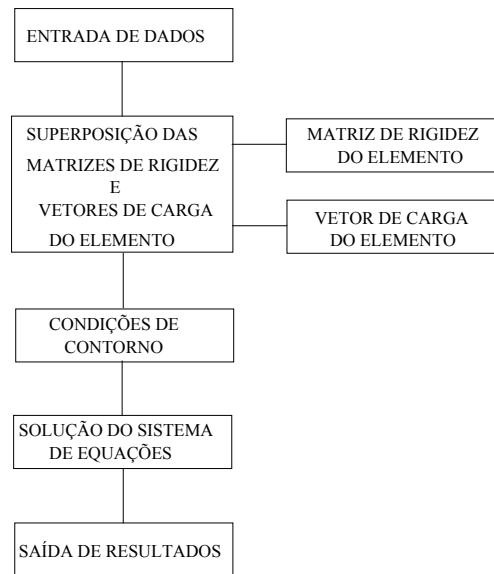 ENTRADA DE DADOS
SUPERPOSIÇÃO DAS
MATRIZES DE RIGIDEZ
E
VETORES DE CARGA
DO ELEMENTO
MATRIZ DE RIGIDEZ
DO ELEMENTO
VETOR DE CARGA
DO ELEMENTO
CONDIÇÕES DE
CONTORNO
SOLUÇÃO DO SISTEMA
DE EQUAÇÕES
SAÍDA DE RESULTADOS